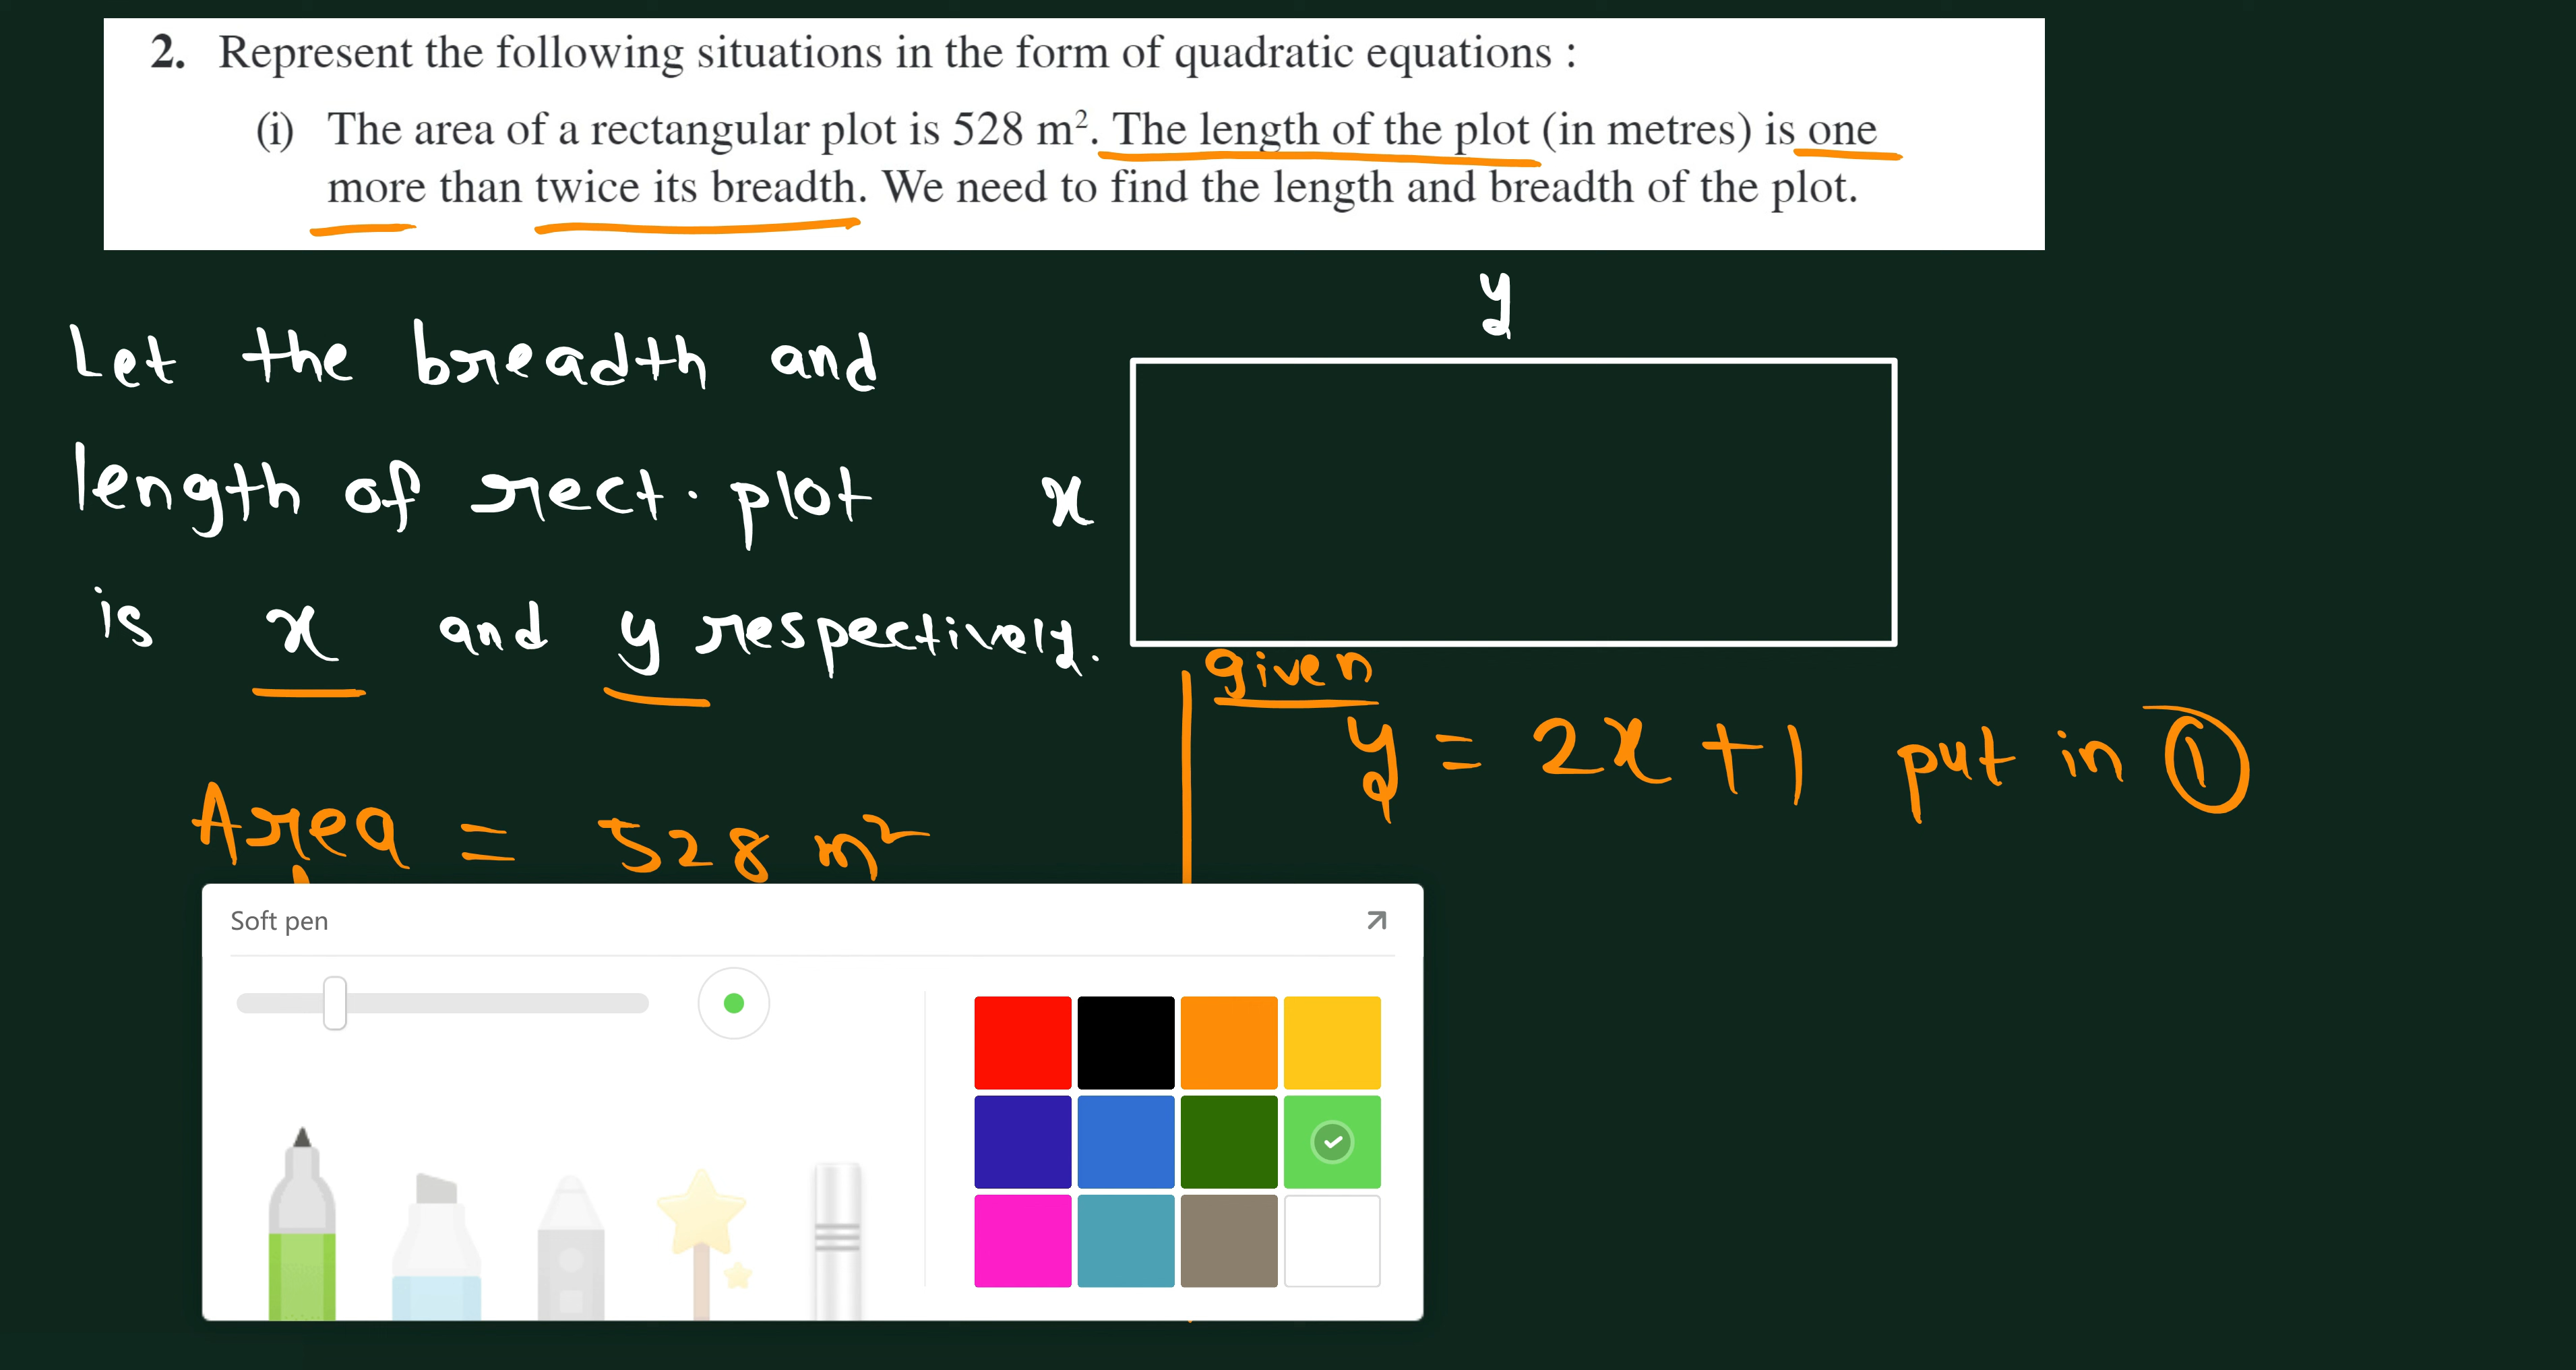 2. Represent the following situations in the form of quadratic equations :
(i) The area of a rectangular plot is 528 m². The length of the plot (in metres) is one
more than twice its breadth. We need to find the length and breadth of the plot.
y
Let the breadth and
length of rect. plot
x
is x and y respectively.
given
y = 2x + 1 put in ①
Area = 528 m²
Soft pen